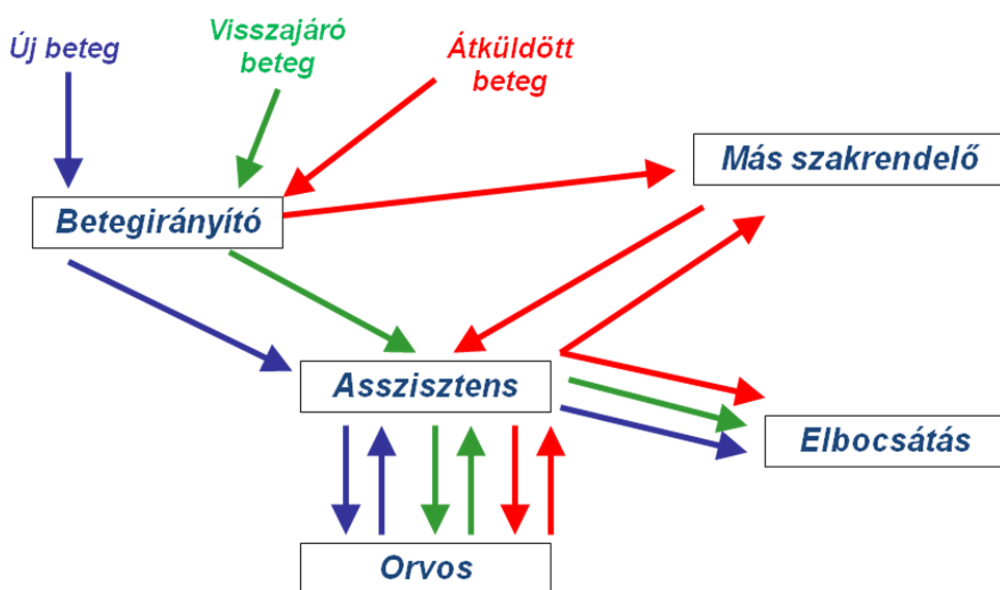 Új beteg
Visszajáró
beteg
Átküldött
beteg
Más szakrendelő
Betegirányító
Asszisztens
Elbocsátás
Orvos